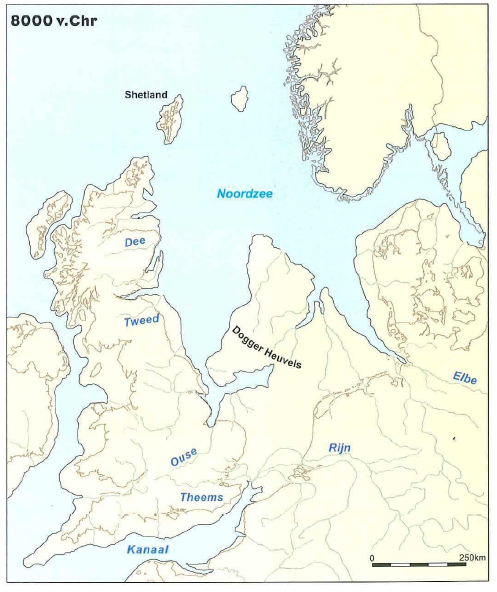 8000 v.Chr
Shetland
Noordzee
Dee
Tweed
Dogger Heuvels
Elbe
Ouse
Rijn
Theems
Kanaal
0 250km